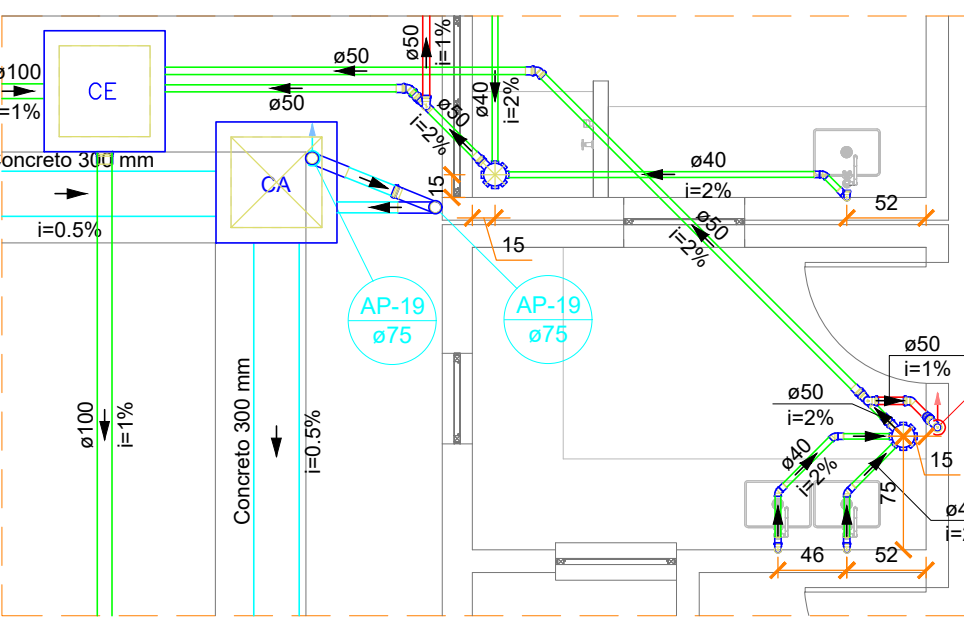 ø100
i=1%
CE
ø50
ø50
ø50
i=1%
ø40
i=2%
ø50
i=2%
Concreto 300 mm
i=0.5%
CA
15
15
ø40
i=2%
52
ø50
i=2%
AP-19
ø75
AP-19
ø75
ø100
i=1%
Concreto 300 mm
i=0.5%
ø50
i=1%
ø50
i=2%
ø40
i=2%
75
15
46
52